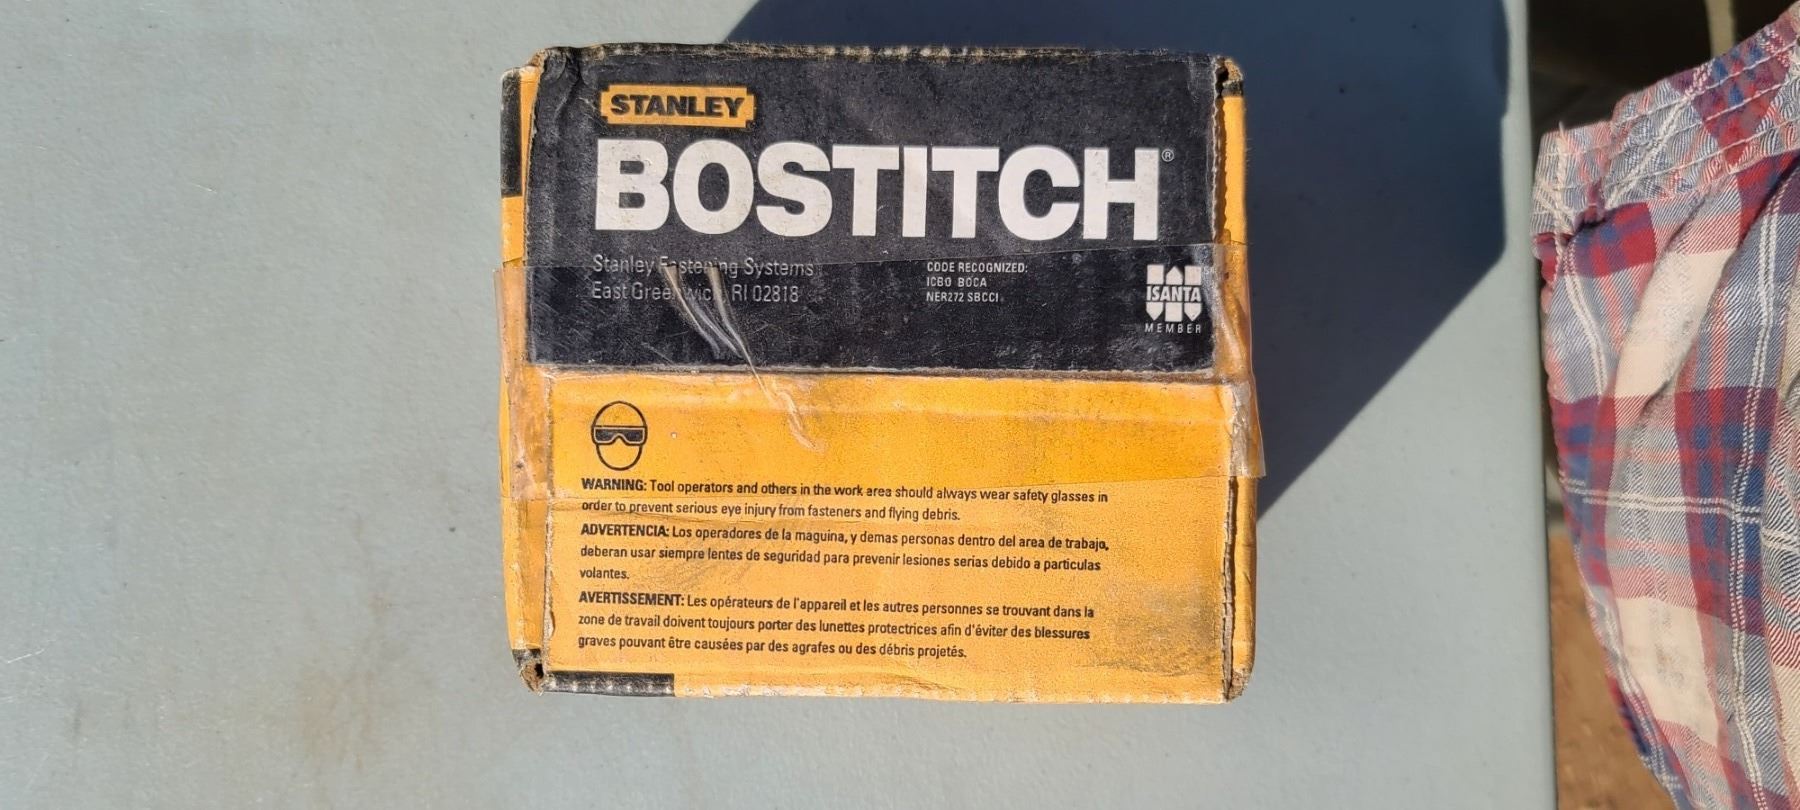 STANLEY
BOSTITCH®
Stanley Fastening Systems
East Greenwich, RI 02818
CODE RECOGNIZED:
ICBO BOCA
NER272 SBCCI
ISANTA
MEMBER
WARNING: Tool operators and others in the work area should always wear safety glasses in
order to prevent serious eye injury from fasteners and flying debris.
ADVERTENCIA: Los operadores de la maguina, y demas personas dentro del area de trabajo,
deberan usar siempre lentes de seguridad para prevenir lesiones serias debido a particulas
volantes.
AVERTISSEMENT: Les opérateurs de l'appareil et les autres personnes se trouvant dans la
zone de travail doivent toujours porter des lunettes protectrices afin d'éviter des blessures
graves pouvant être causées par des agrafes ou des débris projetés.